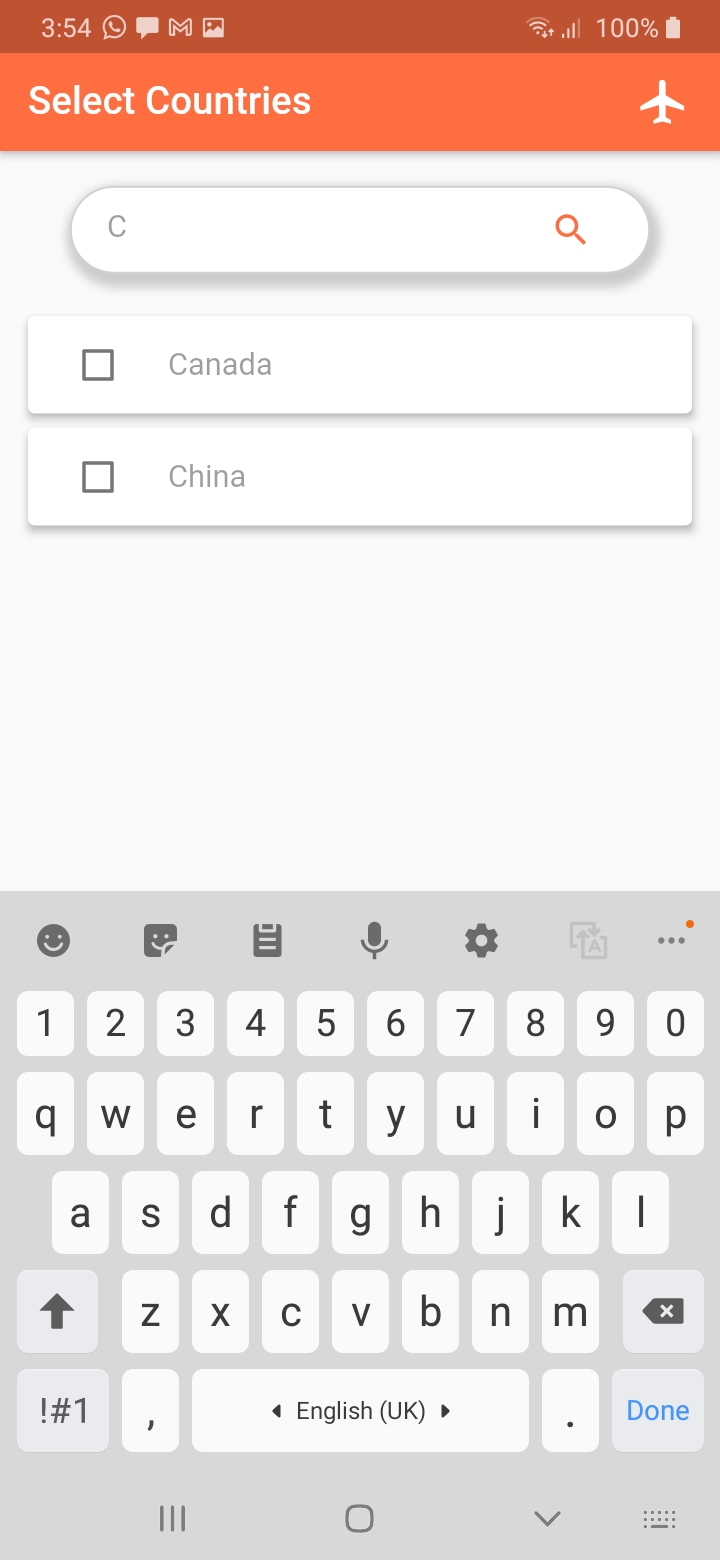 3:54 100%
Select Countries
C
Canada
China
1 2 3 4 5 6 7 8 9 0
q w e r t y u i o p
a s d f g h j k l
z x c v b n m
!#1 , English (UK) . Done